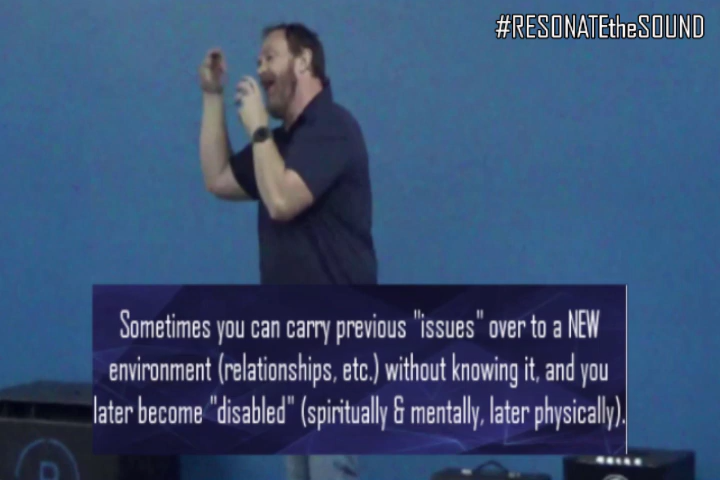 #RESONATEtheSOUND
Sometimes you can carry previous "issues" over to a NEW
environment (relationships, etc.) without knowing it, and you
later become "disabled" (spiritually & mentally, later physically).